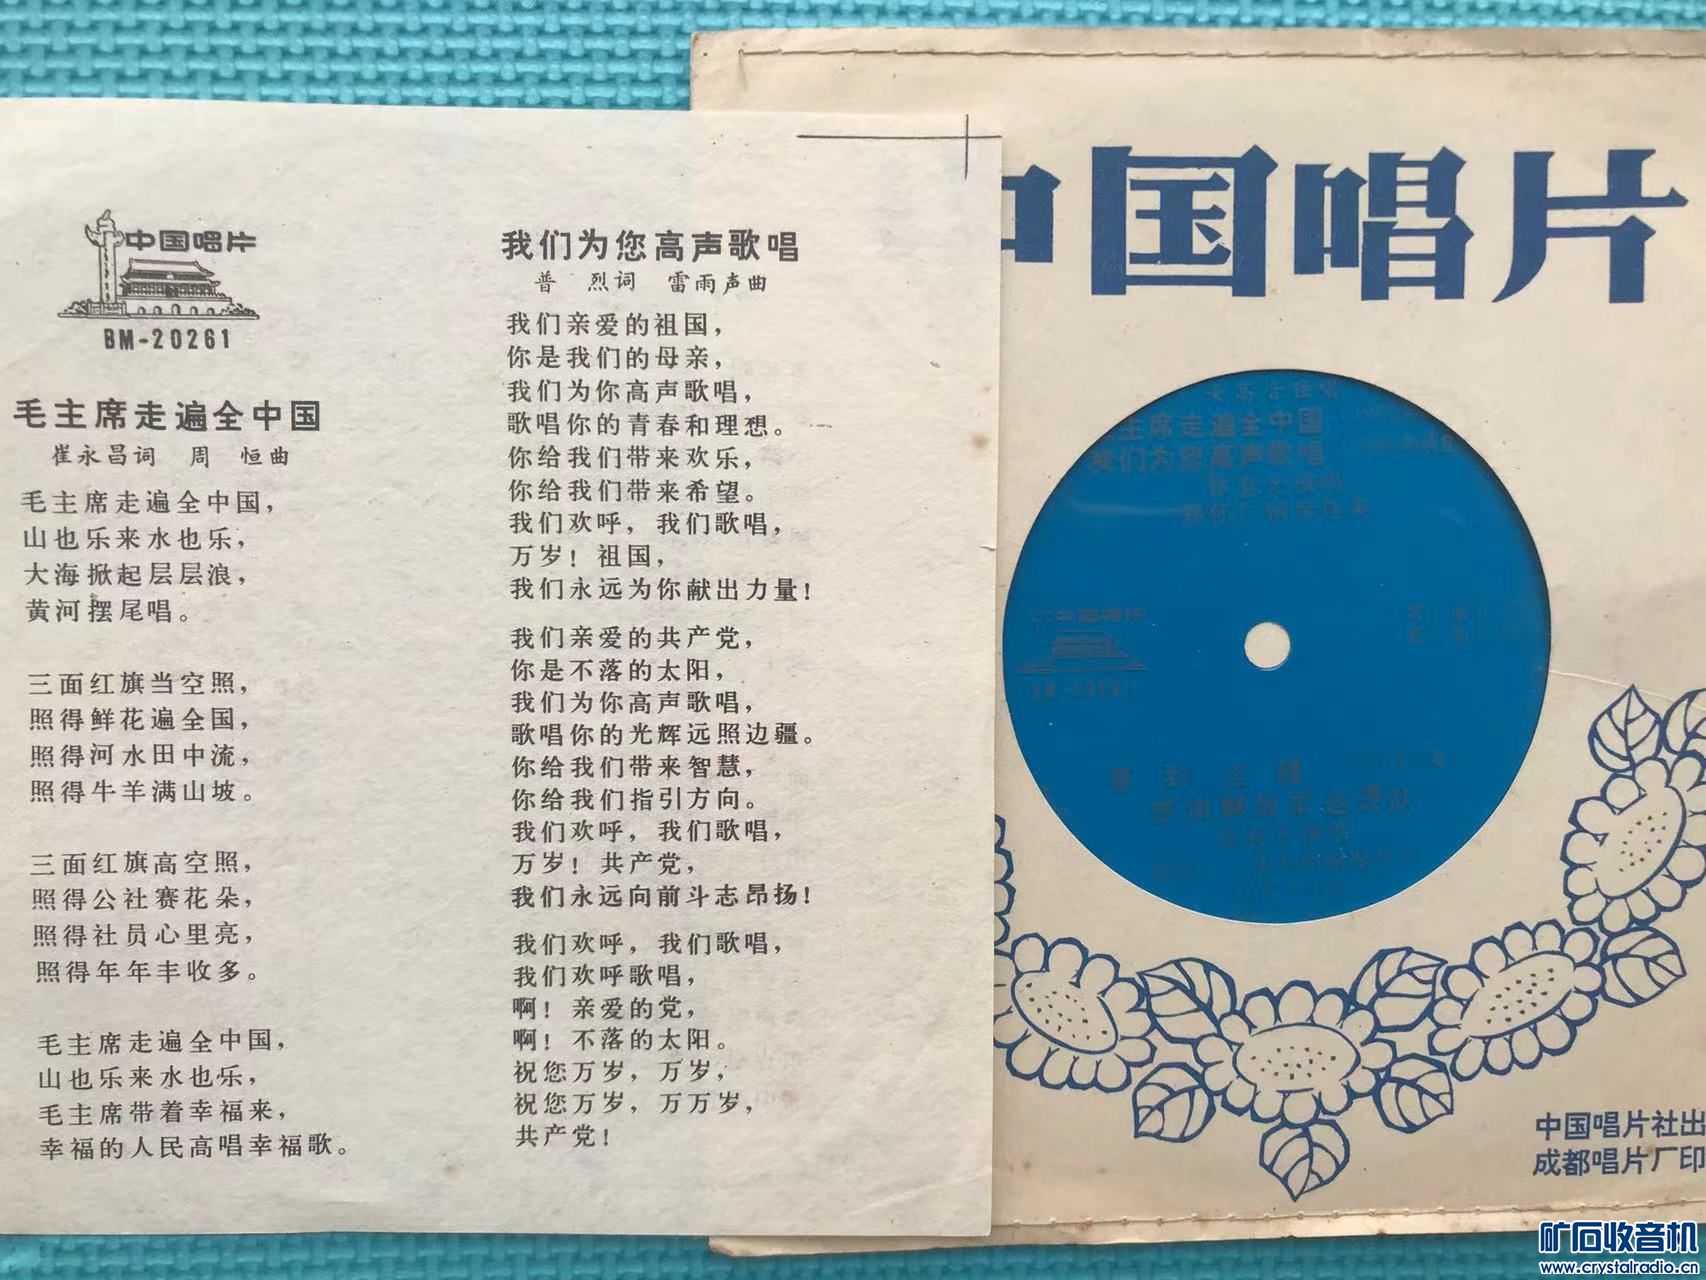 中国唱片
BM-20261
毛主席走遍全中国
崔永昌词 周 恒曲
毛主席走遍全中国，
山也乐来水也乐，
大海掀起层层浪，
黄河摆尾唱。
三面红旗当空照，
照得鲜花遍全国，
照得河水田中流，
照得牛羊满山坡。
三面红旗高空照，
照得公社赛花朵，
照得社员心里亮，
照得年年丰收多。
毛主席走遍全中国，
山也乐来水也乐，
毛主席带着幸福来，
幸福的人民高唱幸福歌。
我们为您高声歌唱
普 烈词 雷雨声曲
我们亲爱的祖国，
你是我们的母亲，
我们为你高声歌唱，
歌唱你的青春和理想。
你给我们带来欢乐，
你给我们带来希望。
我们欢呼，我们歌唱，
万岁！祖国，
我们永远为你献出力量！
我们亲爱的共产党，
你是不落的太阳，
我们为你高声歌唱，
歌唱你的光辉远照边疆。
你给我们带来智慧，
你给我们指引方向。
我们欢呼，我们歌唱，
万岁！共产党，
我们永远向前斗志昂扬！
我们欢呼，我们歌唱，
我们欢呼歌唱，
啊！亲爱的党，
啊！不落的太阳。
祝您万岁，万岁，
祝您万岁，万万岁，
共产党！
中国唱片
女高音独唱
主席走遍全中国
我们为您高声歌唱
中国唱片
BM-20261
中国唱片社出
成都唱片厂印
矿石收音机
www.crystalradio.cn